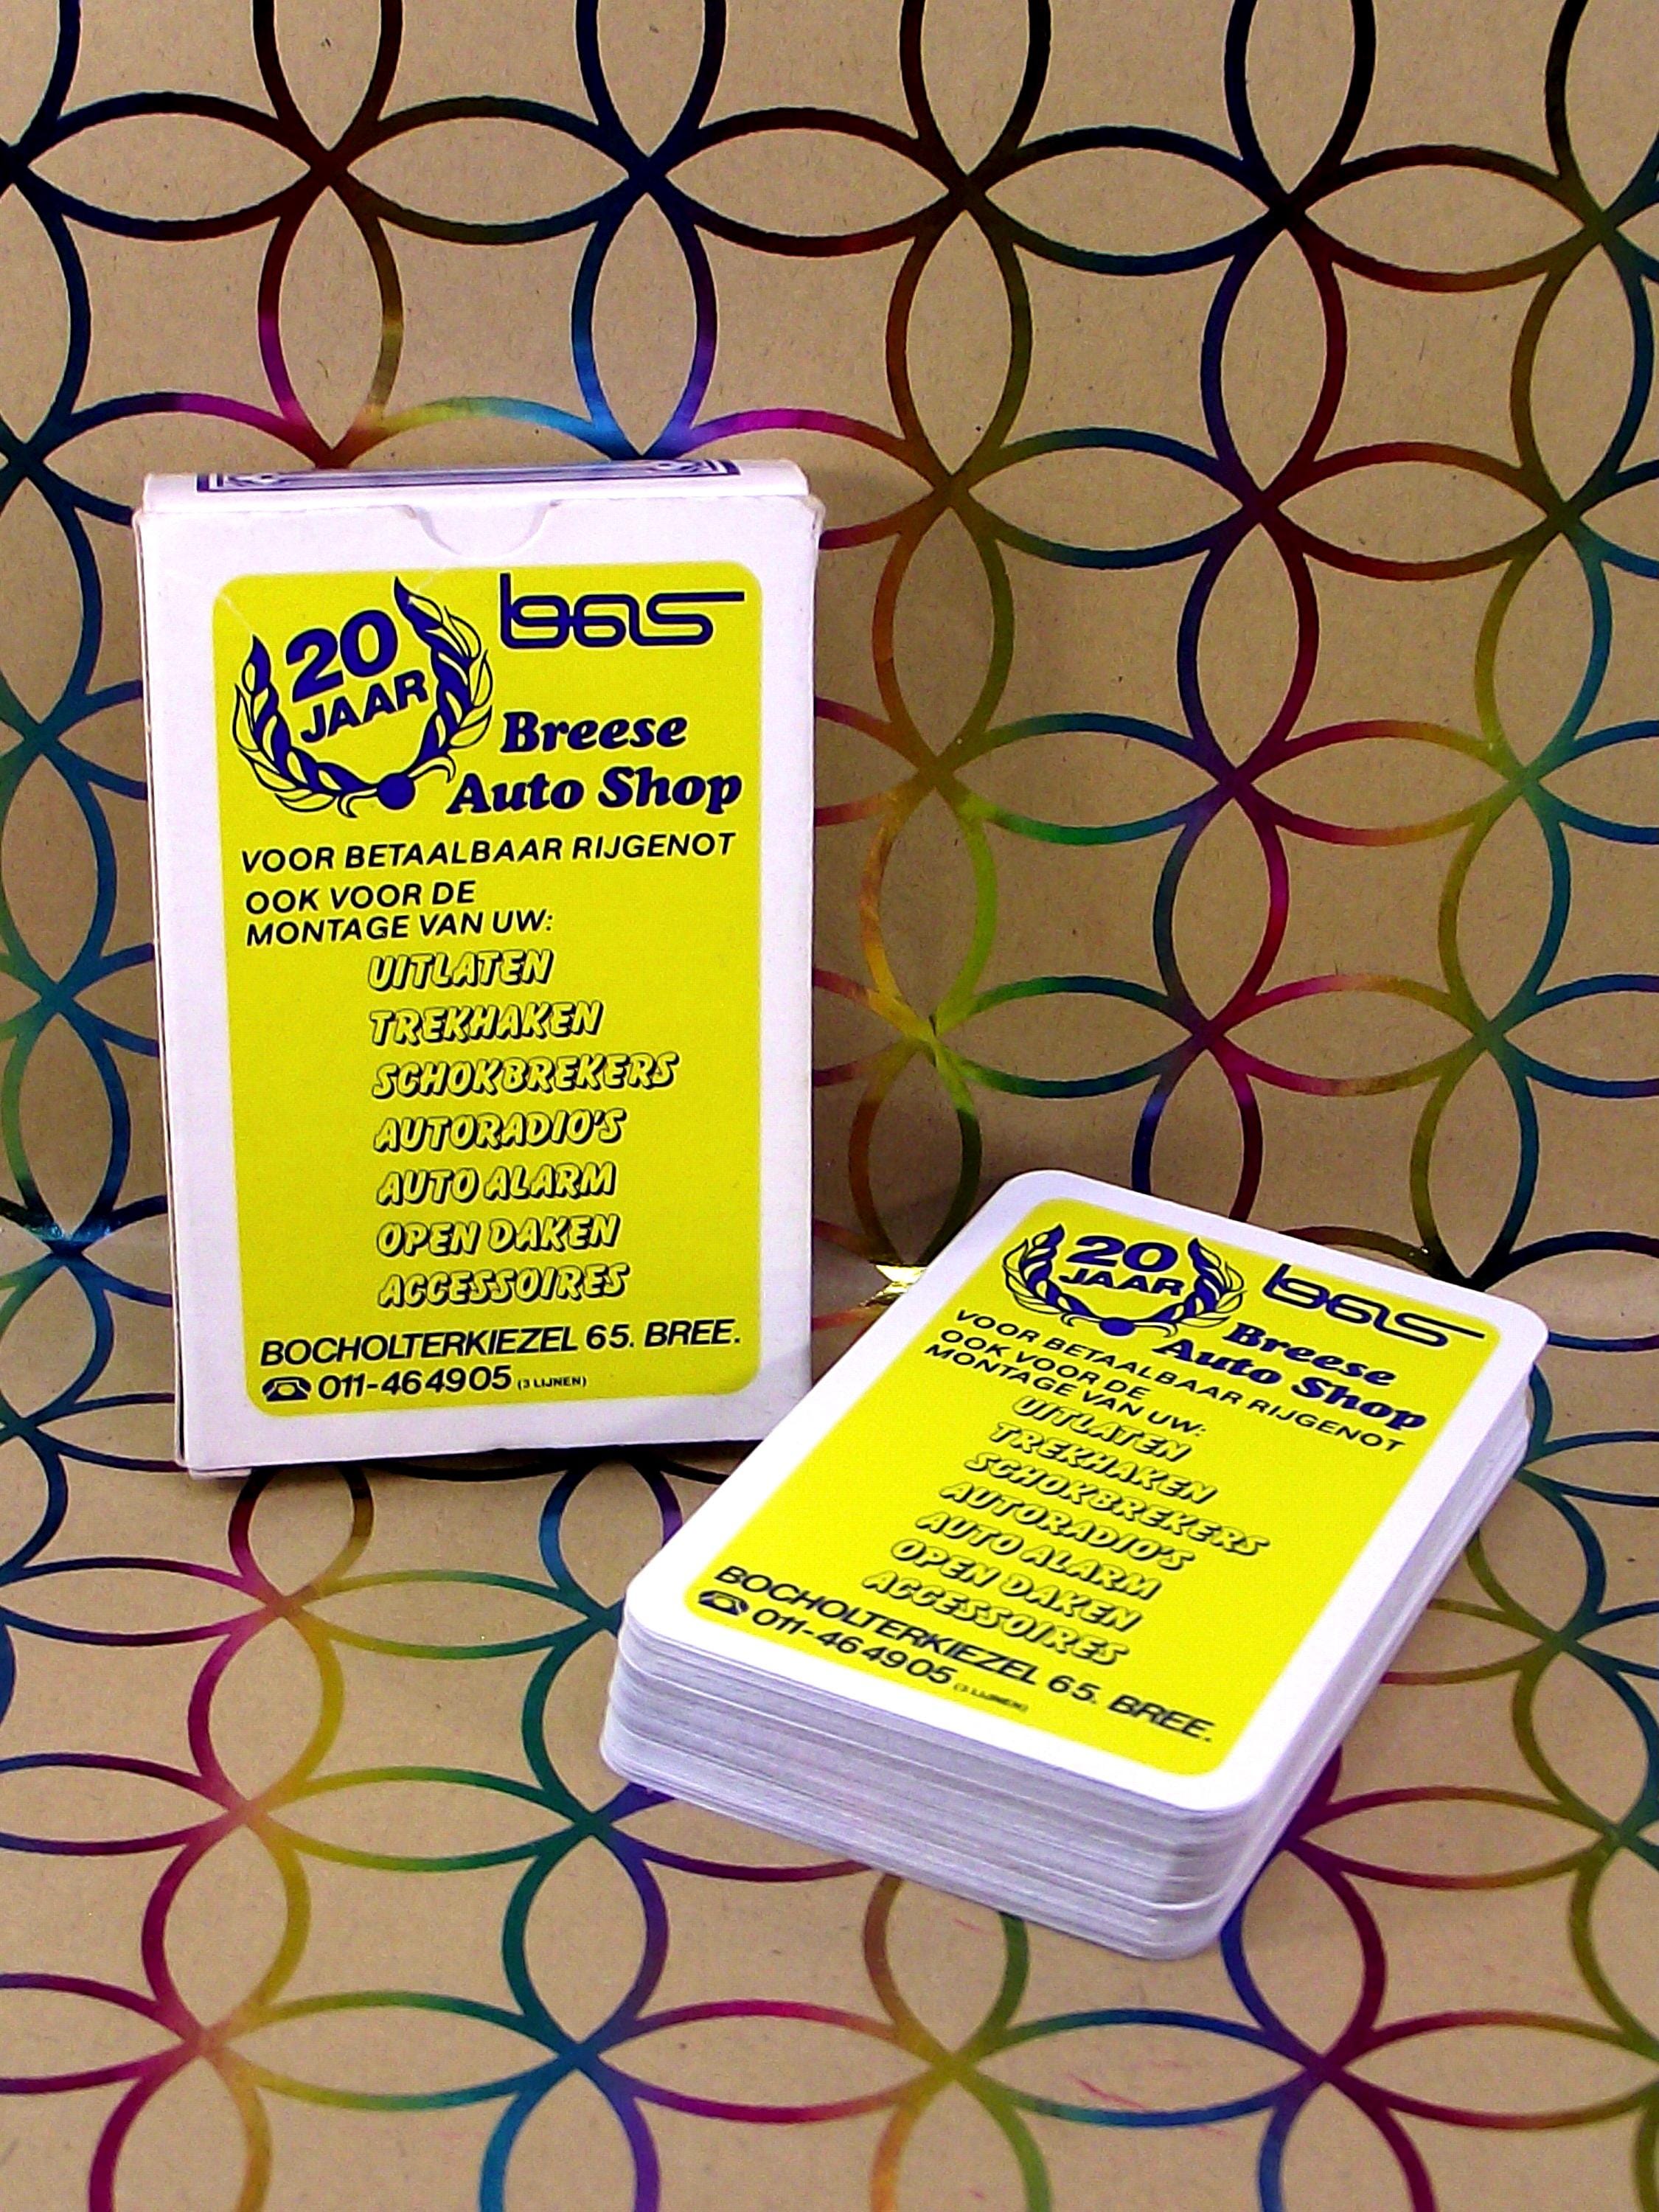 20
JAAR
bas
Breese
Auto Shop
VOOR BETAALBAAR RIJGENOT
OOK VOOR DE
MONTAGE VAN UW:
UITLATEN
TREKHAKEN
SCHOKBREKERS
AUTORADIO'S
AUTO ALARM
OPEN DAKEN
ACCESSOIRES
BOCHOLTERKIEZEL 65. BREE.
011-464905 (3 LIJNEN)
20
JAAR
bas
Breese
Auto Shop
VOOR BETAALBAAR RIJGENOT
OOK VOOR DE
MONTAGE VAN UW:
UITLATEN
TREKHAKEN
SCHOKBREKERS
AUTORADIO'S
AUTO ALARM
OPEN DAKEN
ACCESSOIRES
BOCHOLTERKIEZEL 65. BREE.
011-464905 (3 LIJNEN)